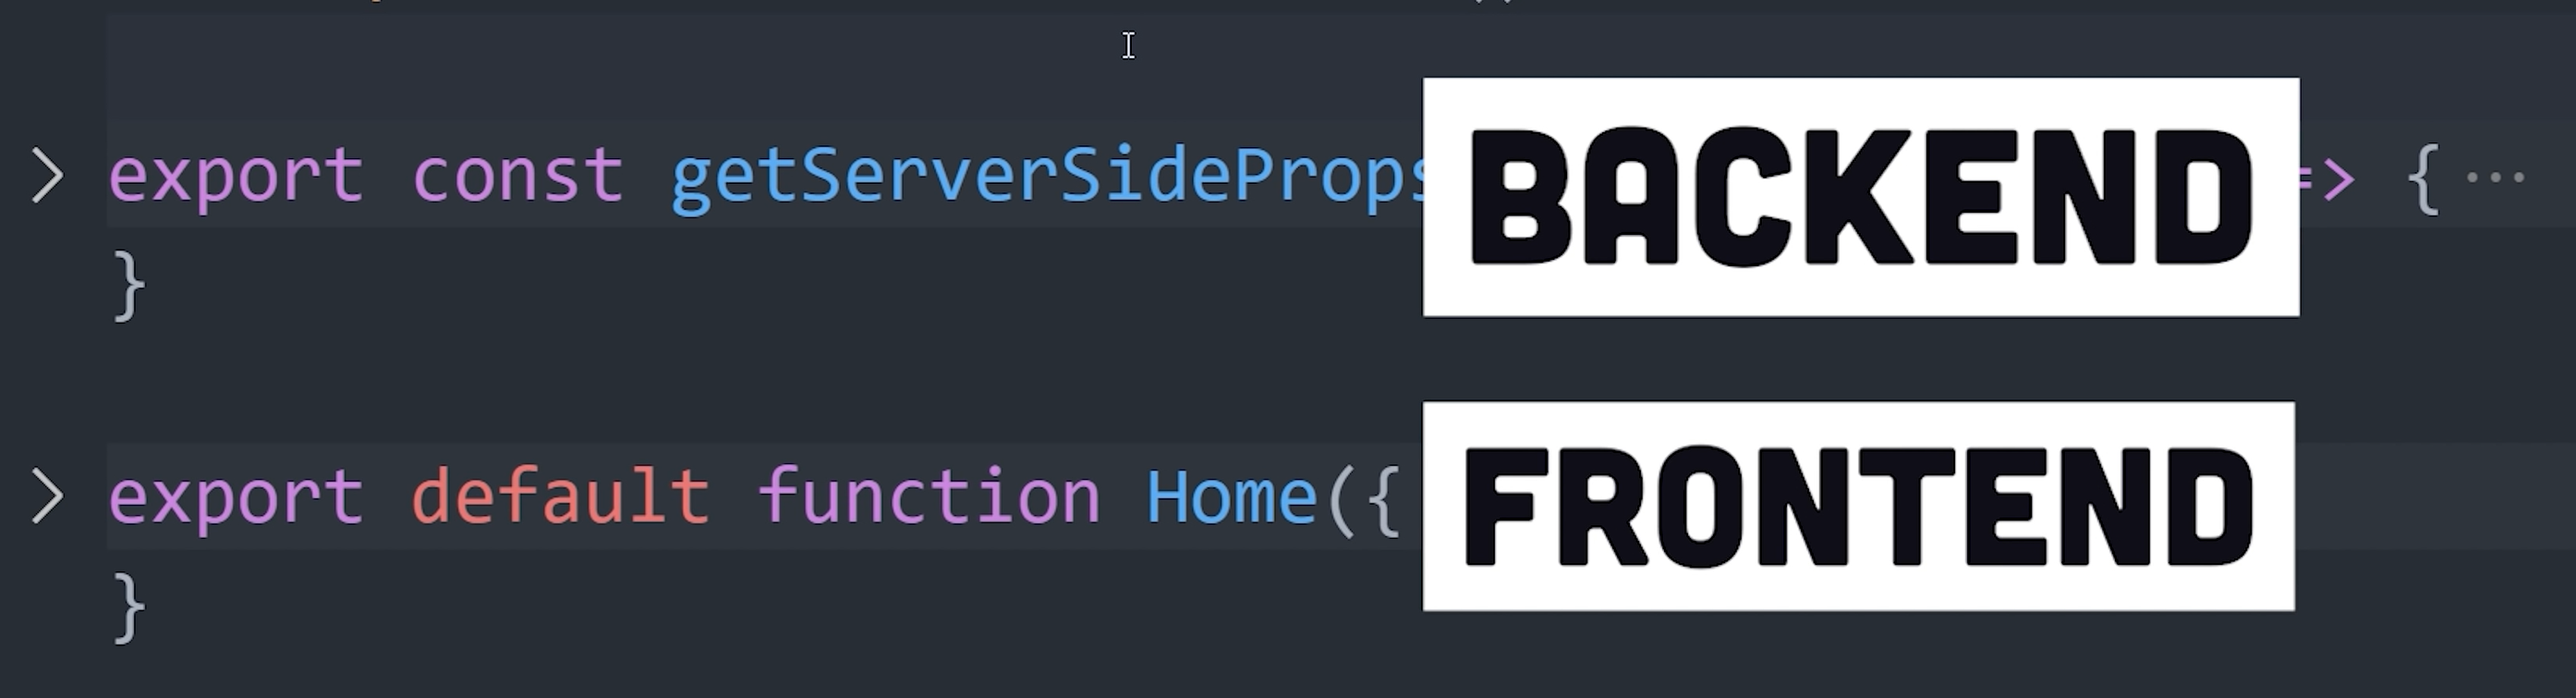 export const getServerSideProps BACKEND => { ...
}
export default function Home({ FRONTEND
}